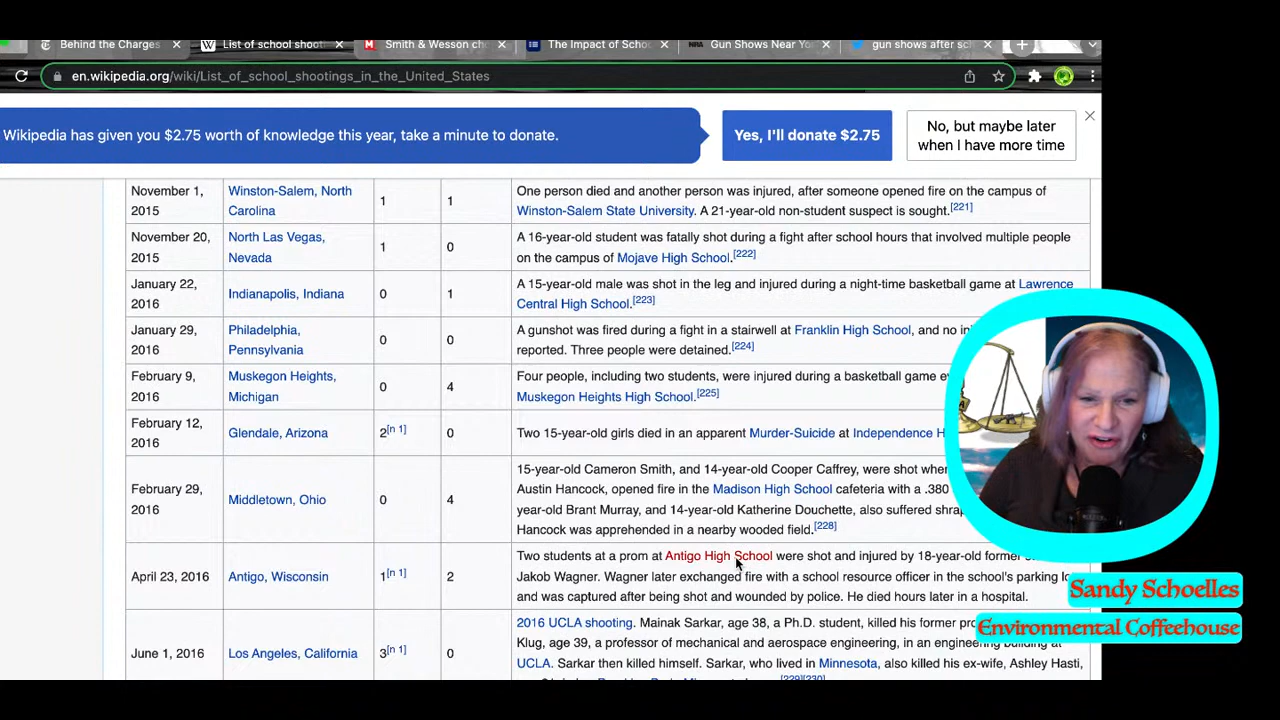 Behind the Charges
List of school shooti
Smith & Wesson ch
The Impact of Schoo
Gun Shows Near Yo
gun shows after sc
en.wikipedia.org/wiki/List_of_school_shootings_in_the_United_States
Wikipedia has given you $2.75 worth of knowledge this year, take a minute to donate.
Yes, I'll donate $2.75
No, but maybe later
when I have more time
November 1,
2015
Winston-Salem, North
Carolina
1
1
One person died and another person was injured, after someone opened fire on the campus of
Winston-Salem State University. A 21-year-old non-student suspect is sought.[221]
November 20,
2015
North Las Vegas,
Nevada
1
0
A 16-year-old student was fatally shot during a fight after school hours that involved multiple people
on the campus of Mojave High School.[222]
January 22,
2016
Indianapolis, Indiana
0
1
A 15-year-old male was shot in the leg and injured during a night-time basketball game at Lawrence
Central High School.[223]
January 29,
2016
Philadelphia,
Pennsylvania
0
0
A gunshot was fired during a fight in a stairwell at Franklin High School, and no inj
reported. Three people were detained.[224]
February 9,
2016
Muskegon Heights,
Michigan
0
4
Four people, including two students, were injured during a basketball game ev
Muskegon Heights High School.[225]
February 12,
2016
Glendale, Arizona
2[n 1]
0
Two 15-year-old girls died in an apparent Murder-Suicide at Independence H
February 29,
2016
Middletown, Ohio
0
4
15-year-old Cameron Smith, and 14-year-old Cooper Caffrey, were shot when
Austin Hancock, opened fire in the Madison High School cafeteria with a .380
year-old Brant Murray, and 14-year-old Katherine Douchette, also suffered shrap
Hancock was apprehended in a nearby wooded field.[228]
April 23, 2016
Antigo, Wisconsin
1[n 1]
2
Two students at a prom at Antigo High School were shot and injured by 18-year-old former
Jakob Wagner. Wagner later exchanged fire with a school resource officer in the school's parking lo
and was captured after being shot and wounded by police. He died hours later in a hospital.
June 1, 2016
Los Angeles, California
3[n 1]
0
2016 UCLA shooting. Mainak Sarkar, age 38, a Ph.D. student, killed his former pro
Klug, age 39, a professor of mechanical and aerospace engineering, in an engineering building at
UCLA. Sarkar then killed himself. Sarkar, who lived in Minnesota, also killed his ex-wife, Ashley Hasti,
[229][230]
Sandy Schoelles
Environmental Coffeehouse